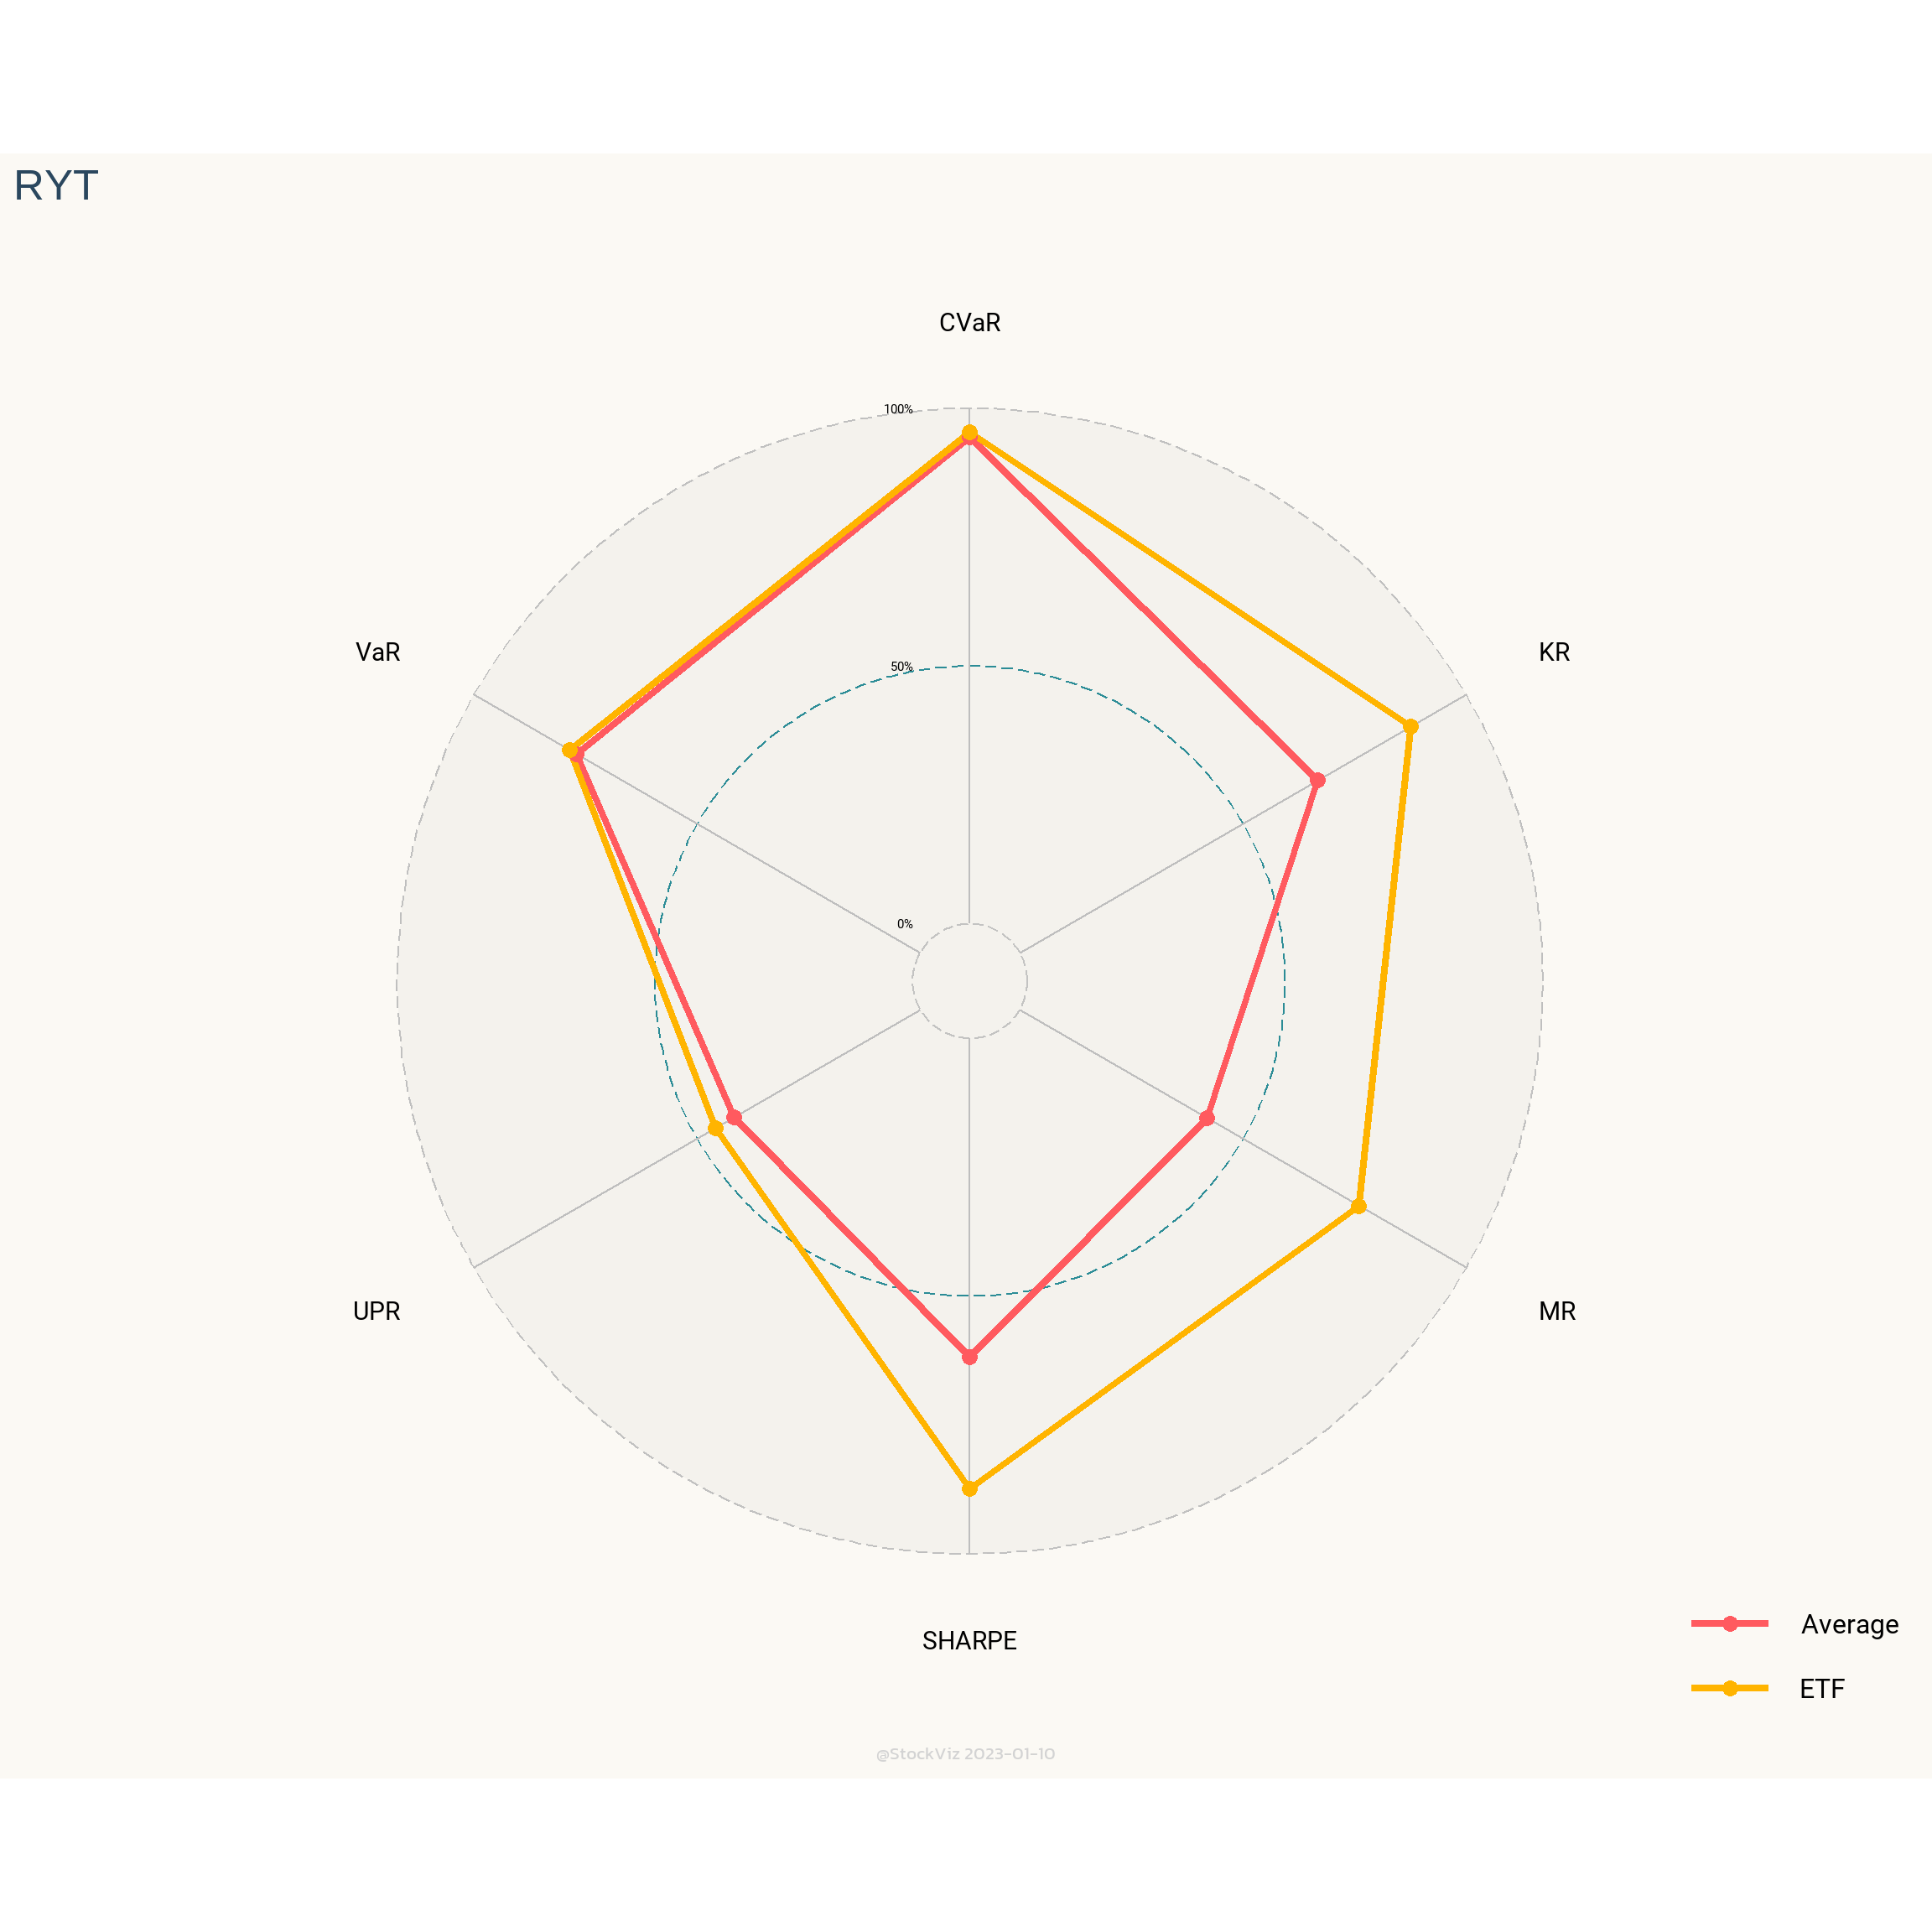 RYT
CVaR
100%
KR
VaR
50%
0%
UPR
MR
SHARPE
Average
ETF
@StockViz 2023-01-10